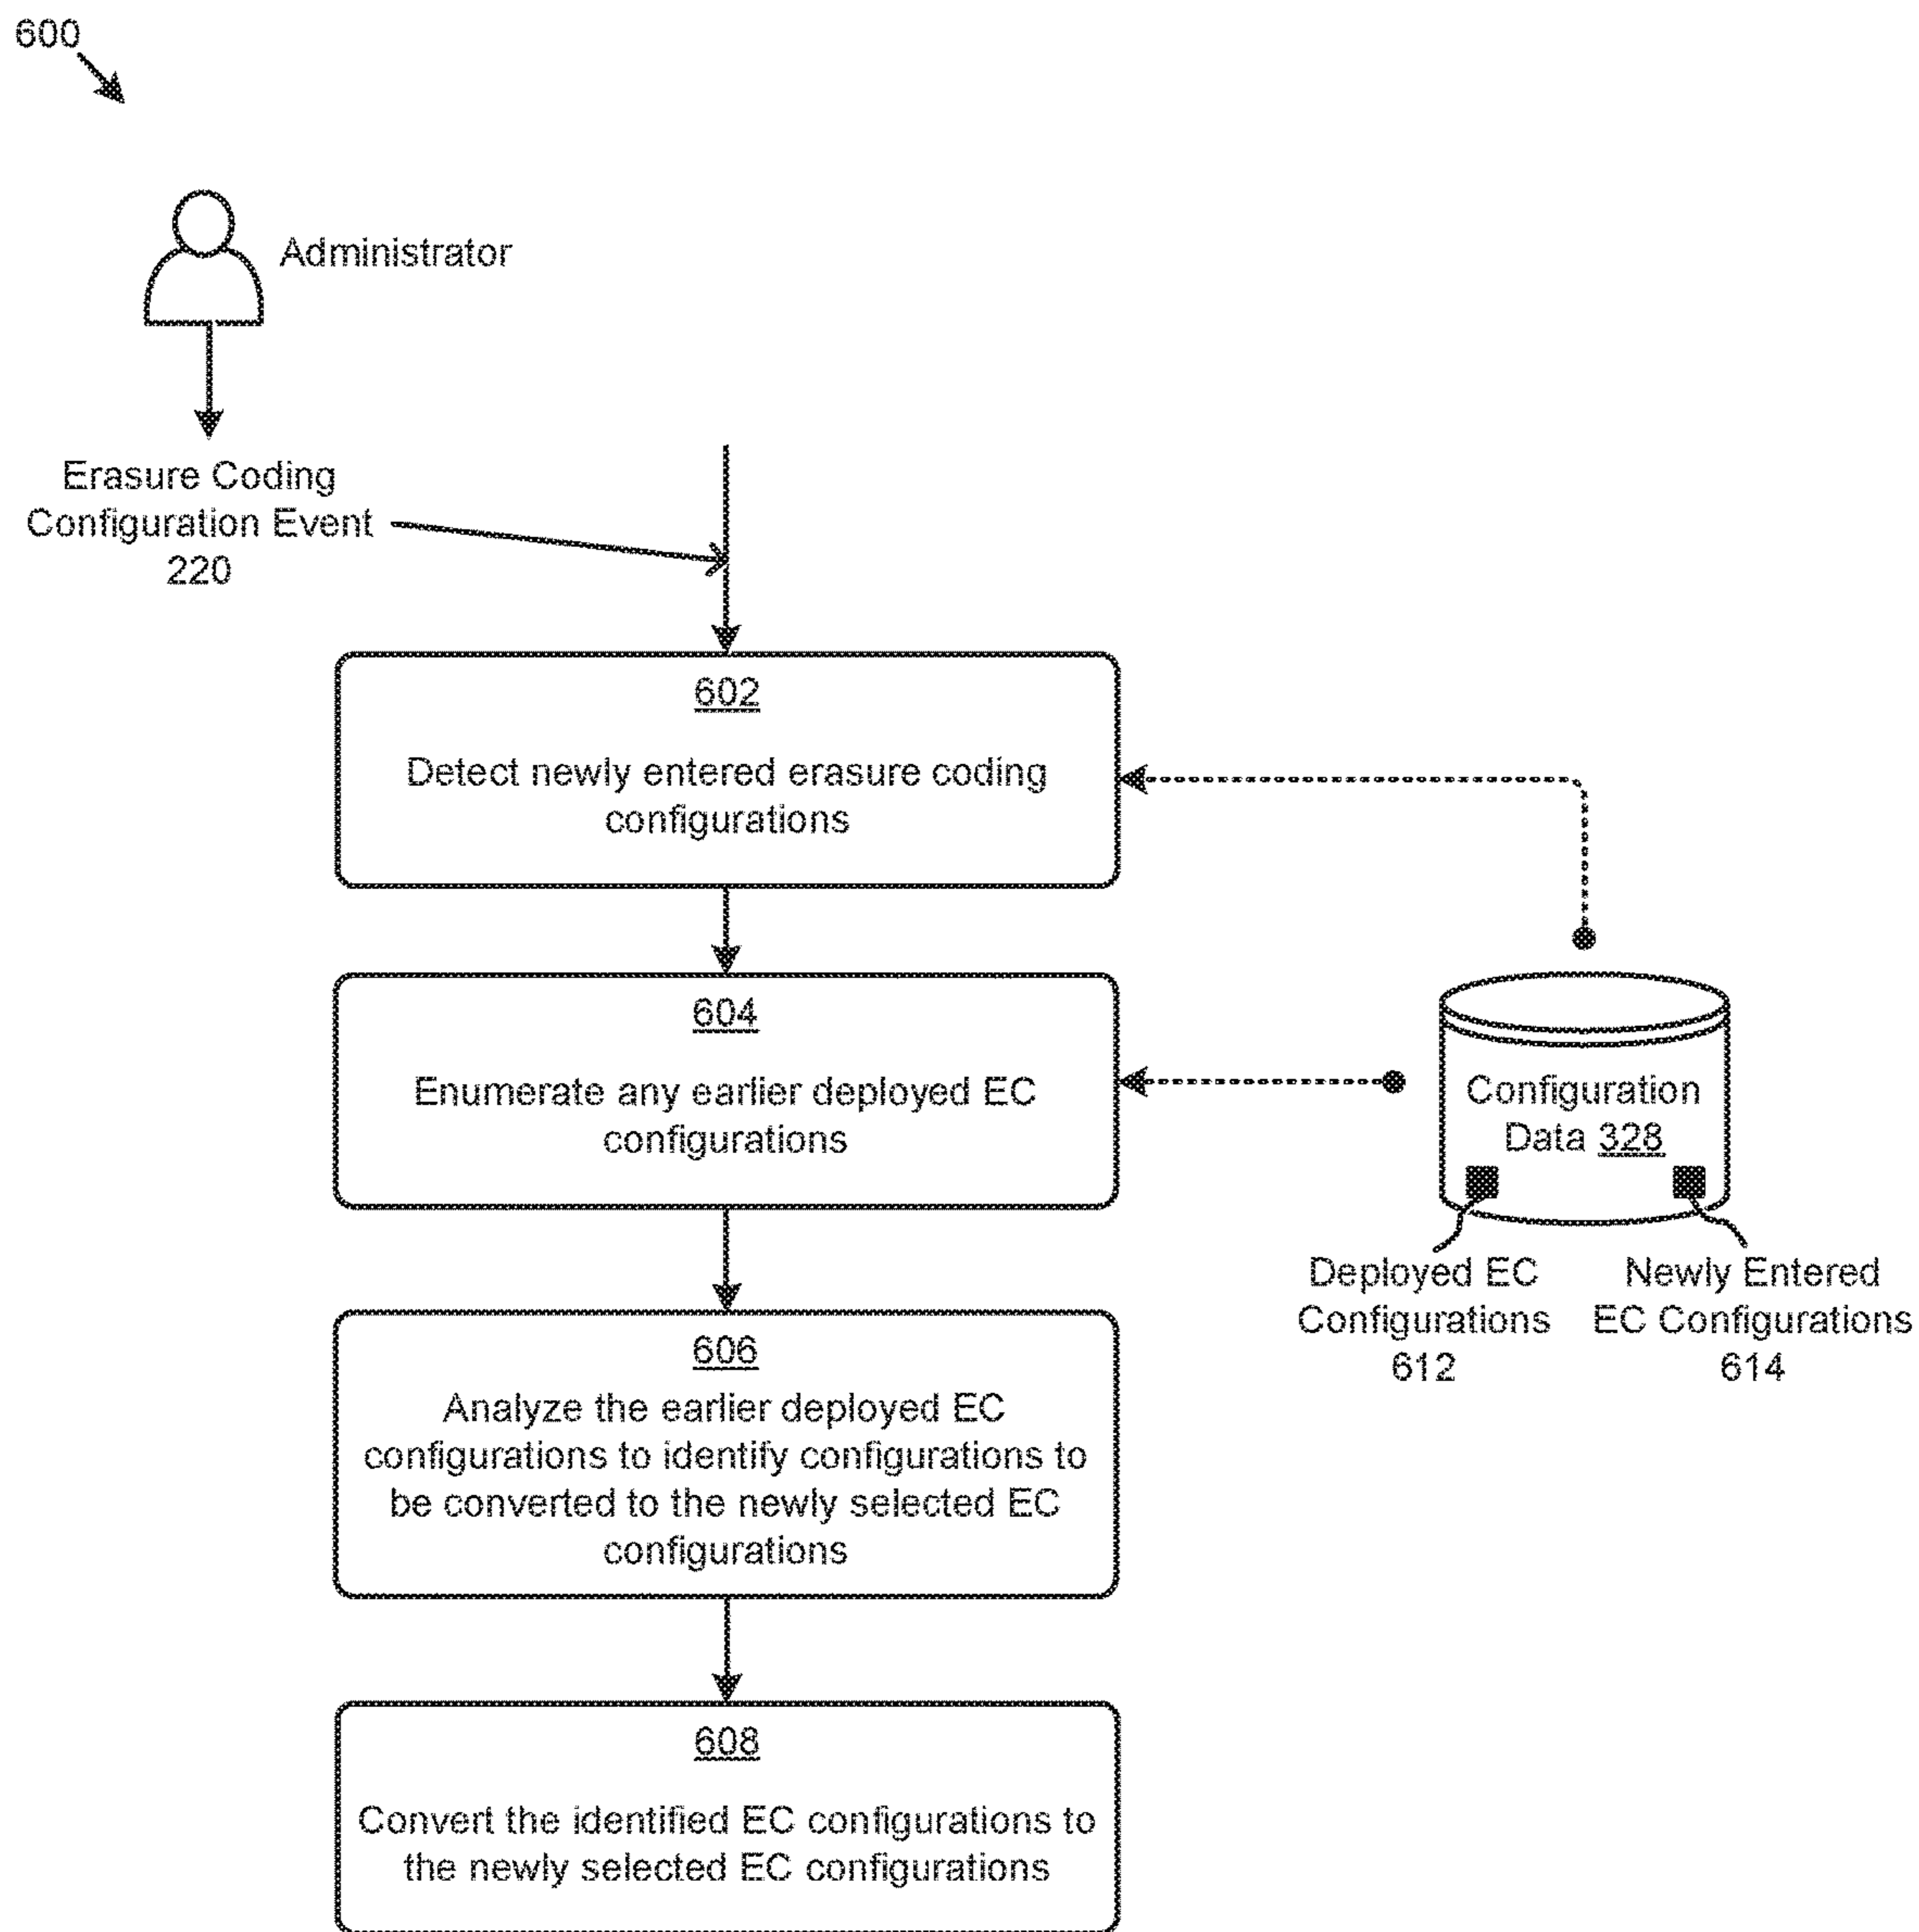 600
Administrator
Erasure Coding
Configuration Event
220
602
Detect newly entered erasure coding
configurations
604
Enumerate any earlier deployed EC
configurations
Configuration
Data 328
Deployed EC
Configurations
612
Newly Entered
EC Configurations
614
606
Analyze the earlier deployed EC
configurations to identify configurations to
be converted to the newly selected EC
configurations
608
Convert the identified EC configurations to
the newly selected EC configurations